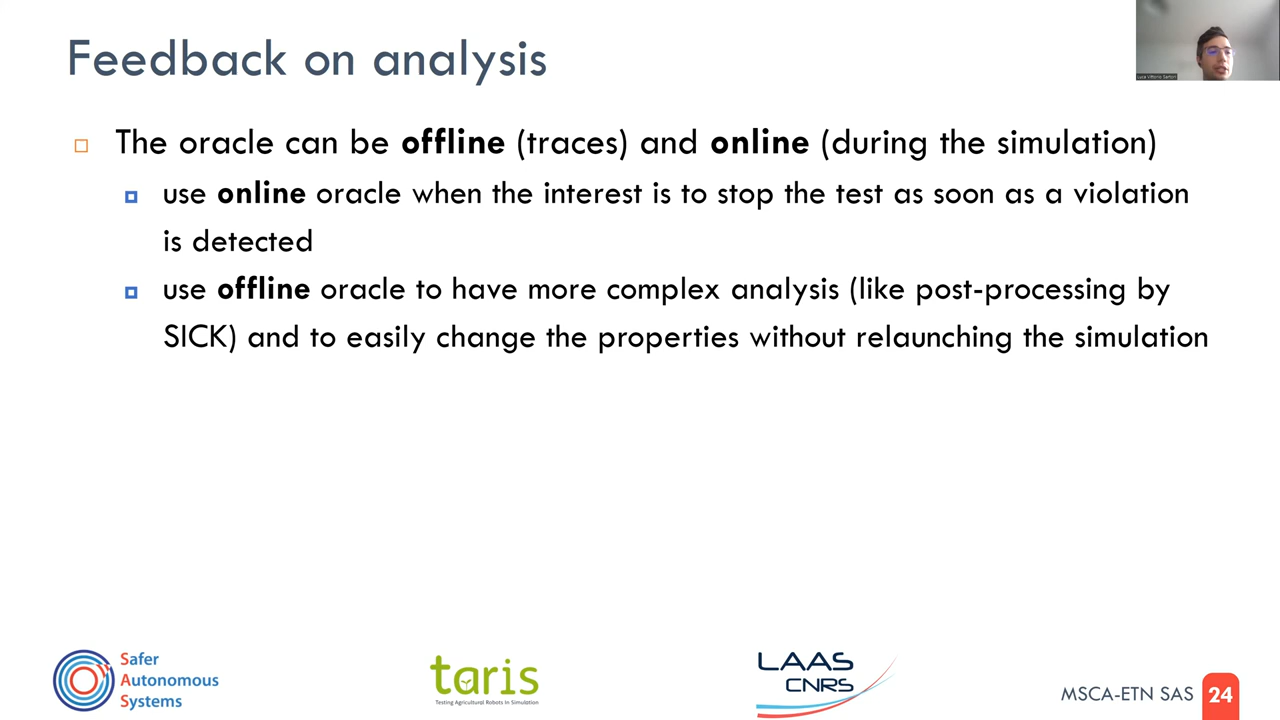 Feedback on analysis
The oracle can be offline (traces) and online (during the simulation)
use online oracle when the interest is to stop the test as soon as a violation
is detected
use offline oracle to have more complex analysis (like post-processing by
SICK) and to easily change the properties without relaunching the simulation
Safer
Autonomous
Systems
taris
Testing Agricultural Robots In Simulation
LAAS
CNRS
MSCA-ETN SAS 24